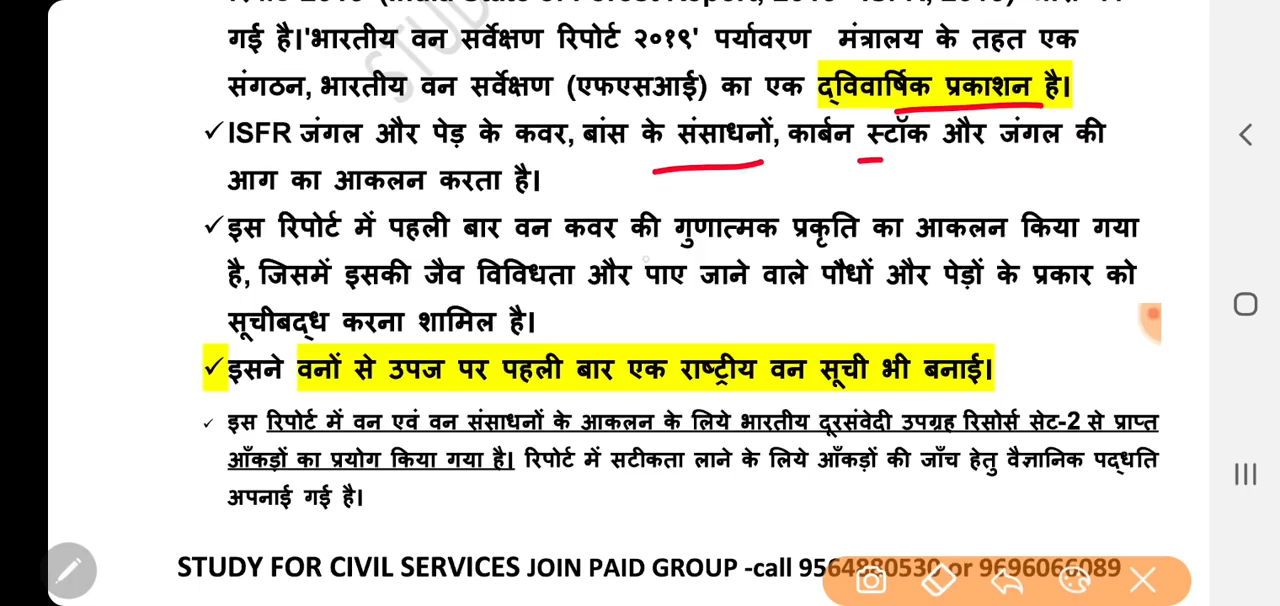 गई है।'भारतीय वन सर्वेक्षण रिपोर्ट २०१९' पर्यावरण मंत्रालय के तहत एक
संगठन, भारतीय वन सर्वेक्षण (एफएसआई) का एक द्विवार्षिक प्रकाशन है।
✓ISFR जंगल और पेड़ के कवर, बांस के संसाधनों, कार्बन स्टॉक और जंगल की
आग का आकलन करता है।
✓इस रिपोर्ट में पहली बार वन कवर की गुणात्मक प्रकृति का आकलन किया गया
है, जिसमें इसकी जैव विविधता और पाए जाने वाले पौधों और पेड़ों के प्रकार को
सूचीबद्ध करना शामिल है।
✓इसने वनों से उपज पर पहली बार एक राष्ट्रीय वन सूची भी बनाई।
✓ इस रिपोर्ट में वन एवं वन संसाधनों के आकलन के लिये भारतीय दूरसंवेदी उपग्रह रिसोर्स सेट-2 से प्राप्त
आँकड़ों का प्रयोग किया गया है। रिपोर्ट में सटीकता लाने के लिये आँकड़ों की जाँच हेतु वैज्ञानिक पद्धति
अपनाई गई है।
STUDY FOR CIVIL SERVICES JOIN PAID GROUP -call 9564880530 or 9696066089